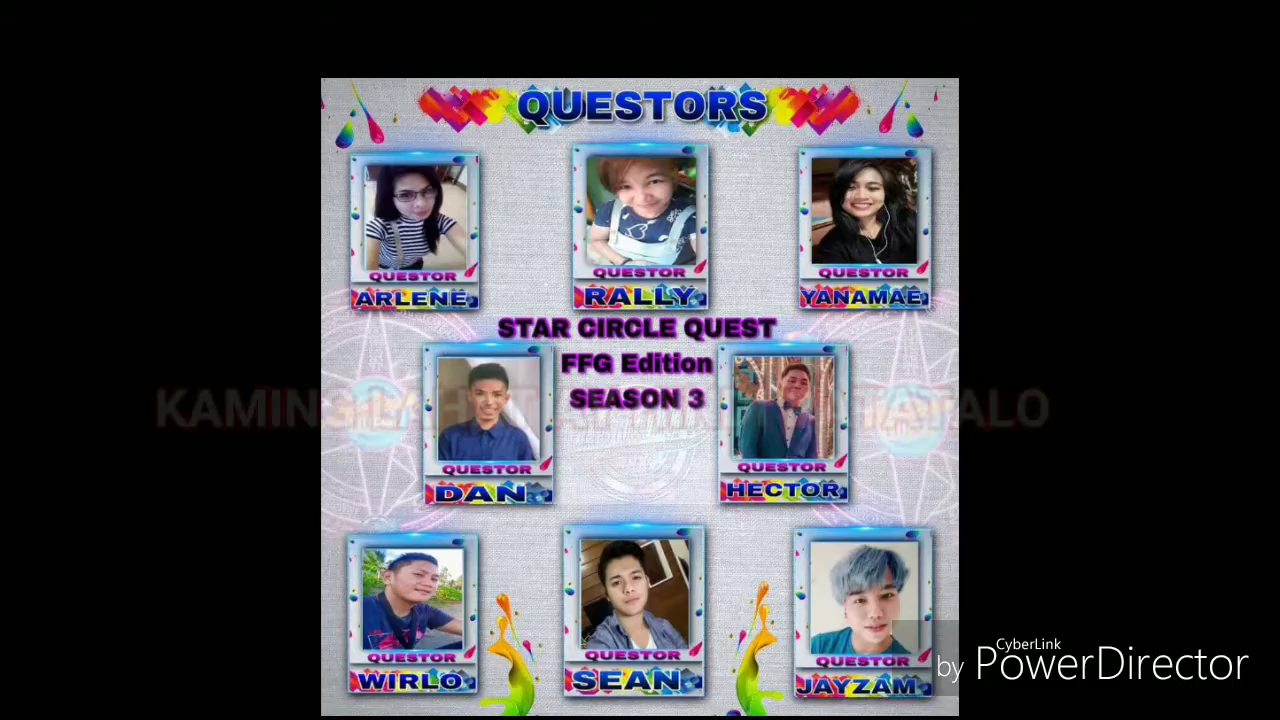 QUESTORS
QUESTOR
ARLENE
QUESTOR
RALLY
QUESTOR
YANAMAE
STAR CIRCLE QUEST
FFG Edition
SEASON 3
QUESTOR
DAN
QUESTOR
HECTOR
QUESTOR
WIRLO
QUESTOR
SEAN
QUESTOR
JAYZAM
CyberLink
by PowerDirector